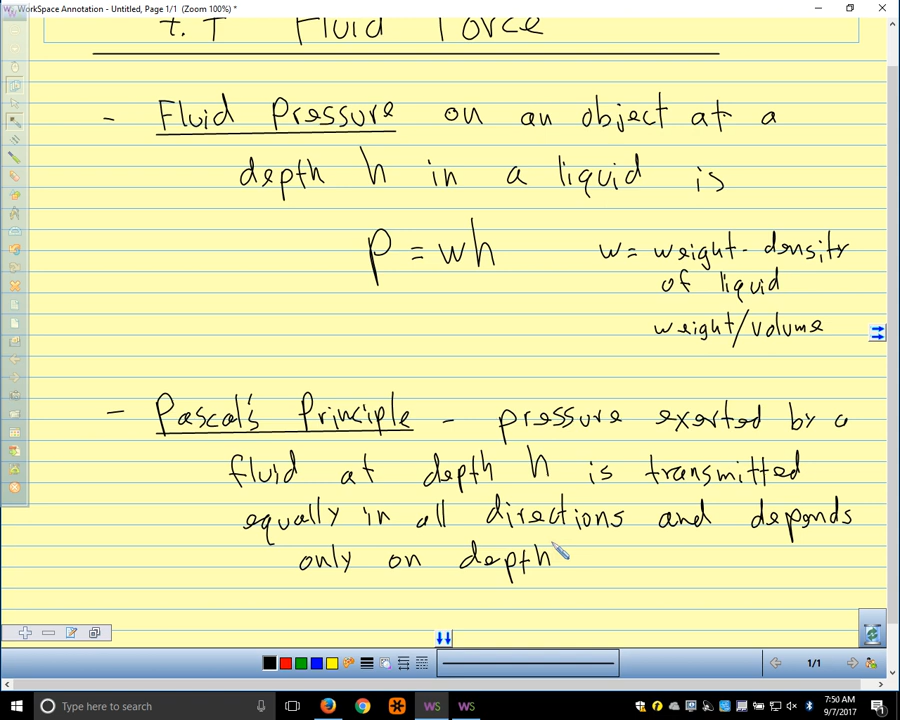 WorkSpace Annotation - Untitled, Page 1/1 (Zoom 100%) *
Fluid Force
- Fluid Pressure on an object at a
depth h in a liquid is
P = wh
w = weight-density
of liquid
weight/volume
- Pascal's Principle - pressure exerted by a
fluid at depth h is transmitted
equally in all directions and depends
only on depth
1/1
Type here to search
WS
WS
7:50 AM
9/7/2017